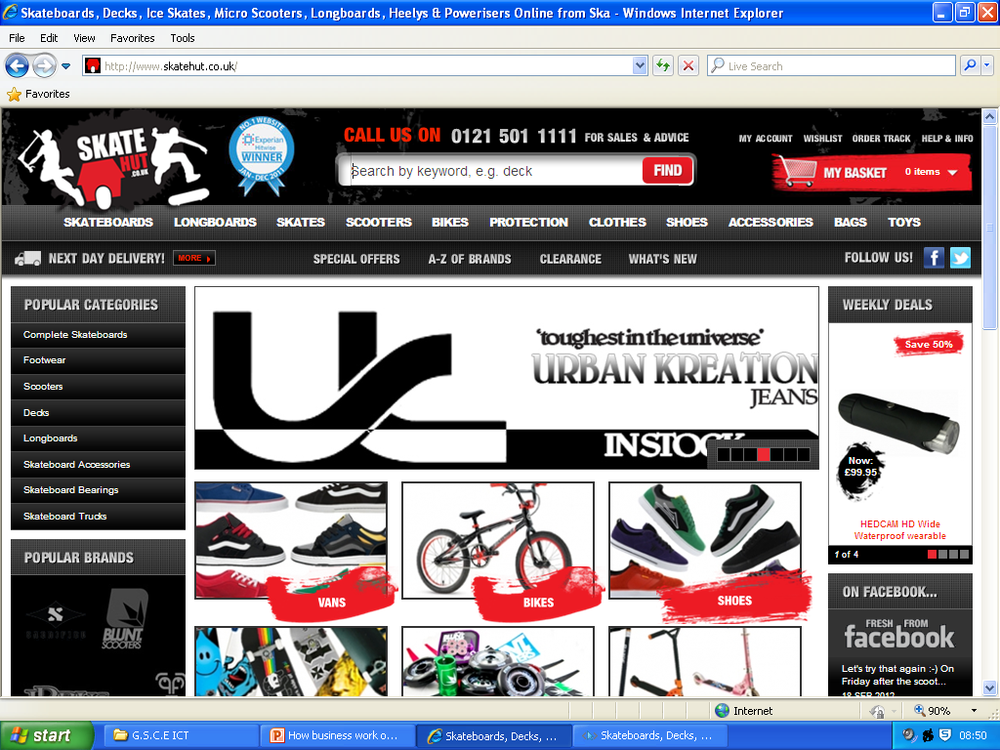 Skateboards, Decks, Ice Skates, Micro Scooters, Longboards, Heelys & Powerisers Online from Ska - Windows Internet Explorer
File Edit View Favorites Tools
http://www.skatehut.co.uk/
Live Search
Favorites
SKATE
HUT
.CO.UK
NO.1 WEBSITE
Experian
Hitwise
WINNER
JAN - DEC 2011
CALL US ON 0121 501 1111 FOR SALES & ADVICE
Search by keyword, e.g. deck
FIND
MY ACCOUNT WISHLIST ORDER TRACK HELP & INFO
MY BASKET 0 items
SKATEBOARDS LONGBOARDS SKATES SCOOTERS BIKES PROTECTION CLOTHES SHOES ACCESSORIES BAGS TOYS
NEXT DAY DELIVERY! MORE
SPECIAL OFFERS A-Z OF BRANDS CLEARANCE WHAT'S NEW
FOLLOW US!
POPULAR CATEGORIES
Complete Skateboards
Footwear
Scooters
Decks
Longboards
Skateboard Accessories
Skateboard Bearings
Skateboard Trucks
POPULAR BRANDS
BLUNT
SCOOTERS
'toughest in the universe'
URBAN KREATION
JEANS
IN STOCK
VANS
BIKES
SHOES
WEEKLY DEALS
Save 50%
Now:
£99.95
HEDCAM HD Wide
Waterproof wearable
1 of 4
ON FACEBOOK...
FRESH FROM
facebook
Let's try that again :-) On
Friday after the scoot...
18 SEP 2012
Internet
90%
start
G.S.C.E ICT
How business work o...
Skateboards, Decks, ...
Skateboards, Decks, ...
08:50